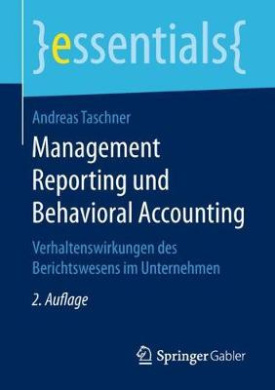 }essentials{
Andreas Taschner
Management
Reporting und
Behavioral Accounting
Verhaltenswirkungen des
Berichtswesens im Unternehmen
2. Auflage
Springer Gabler